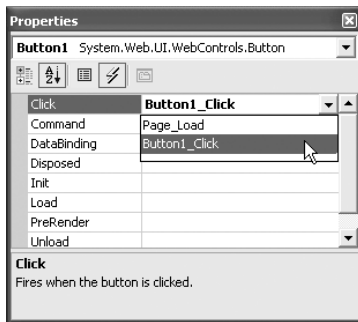 Properties
Button1 System.Web.UI.WebControls.Button
Click Button1_Click
Command Page_Load
DataBinding Button1_Click
Disposed
Init
Load
PreRender
Unload
Click
Fires when the button is clicked.